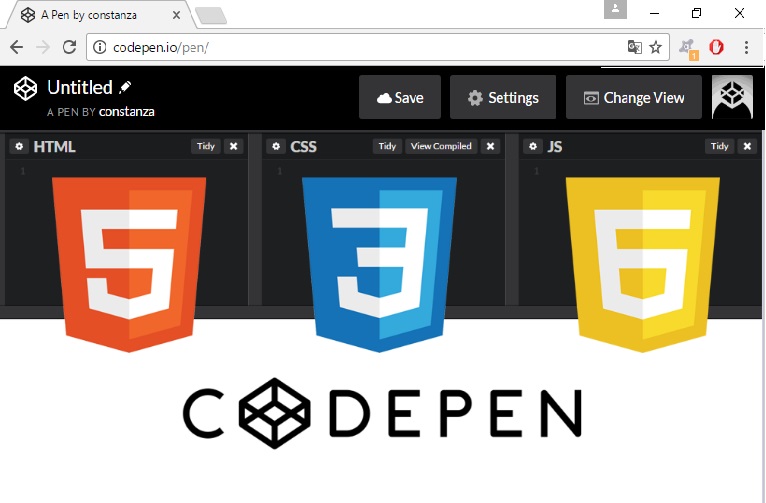 A Pen by constanza
codepen.io/pen/
1
Untitled
A PEN BY constanza
Save
Settings
Change View
HTML
Tidy
CSS
Tidy
View Compiled
JS
Tidy
1
1
1
5
3
6
CODEPEN